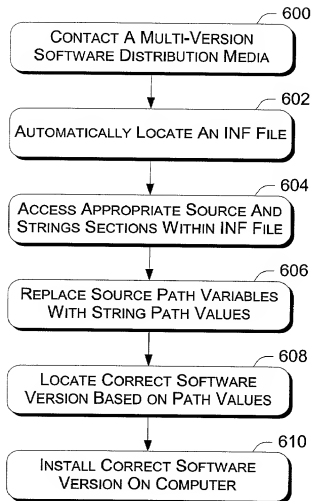 600
CONTACT A MULTI-VERSION
SOFTWARE DISTRIBUTION MEDIA
602
AUTOMATICALLY LOCATE AN INF FILE
604
ACCESS APPROPRIATE SOURCE AND
STRINGS SECTIONS WITHIN INF FILE
606
REPLACE SOURCE PATH VARIABLES
WITH STRING PATH VALUES
608
LOCATE CORRECT SOFTWARE
VERSION BASED ON PATH VALUES
610
INSTALL CORRECT SOFTWARE
VERSION ON COMPUTER